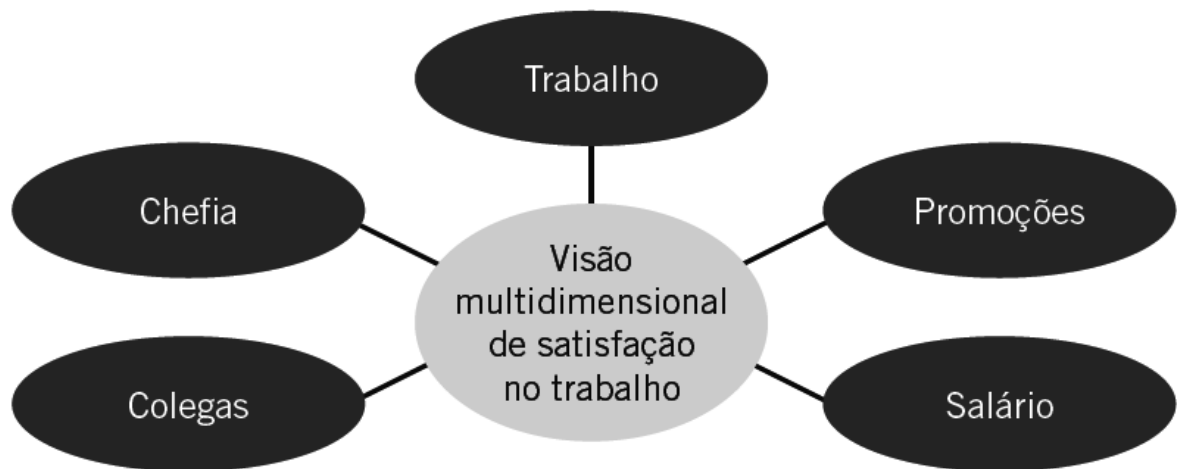 Trabalho
Chefia
Promoções
Visão
multidimensional
de satisfação
no trabalho
Colegas
Salário